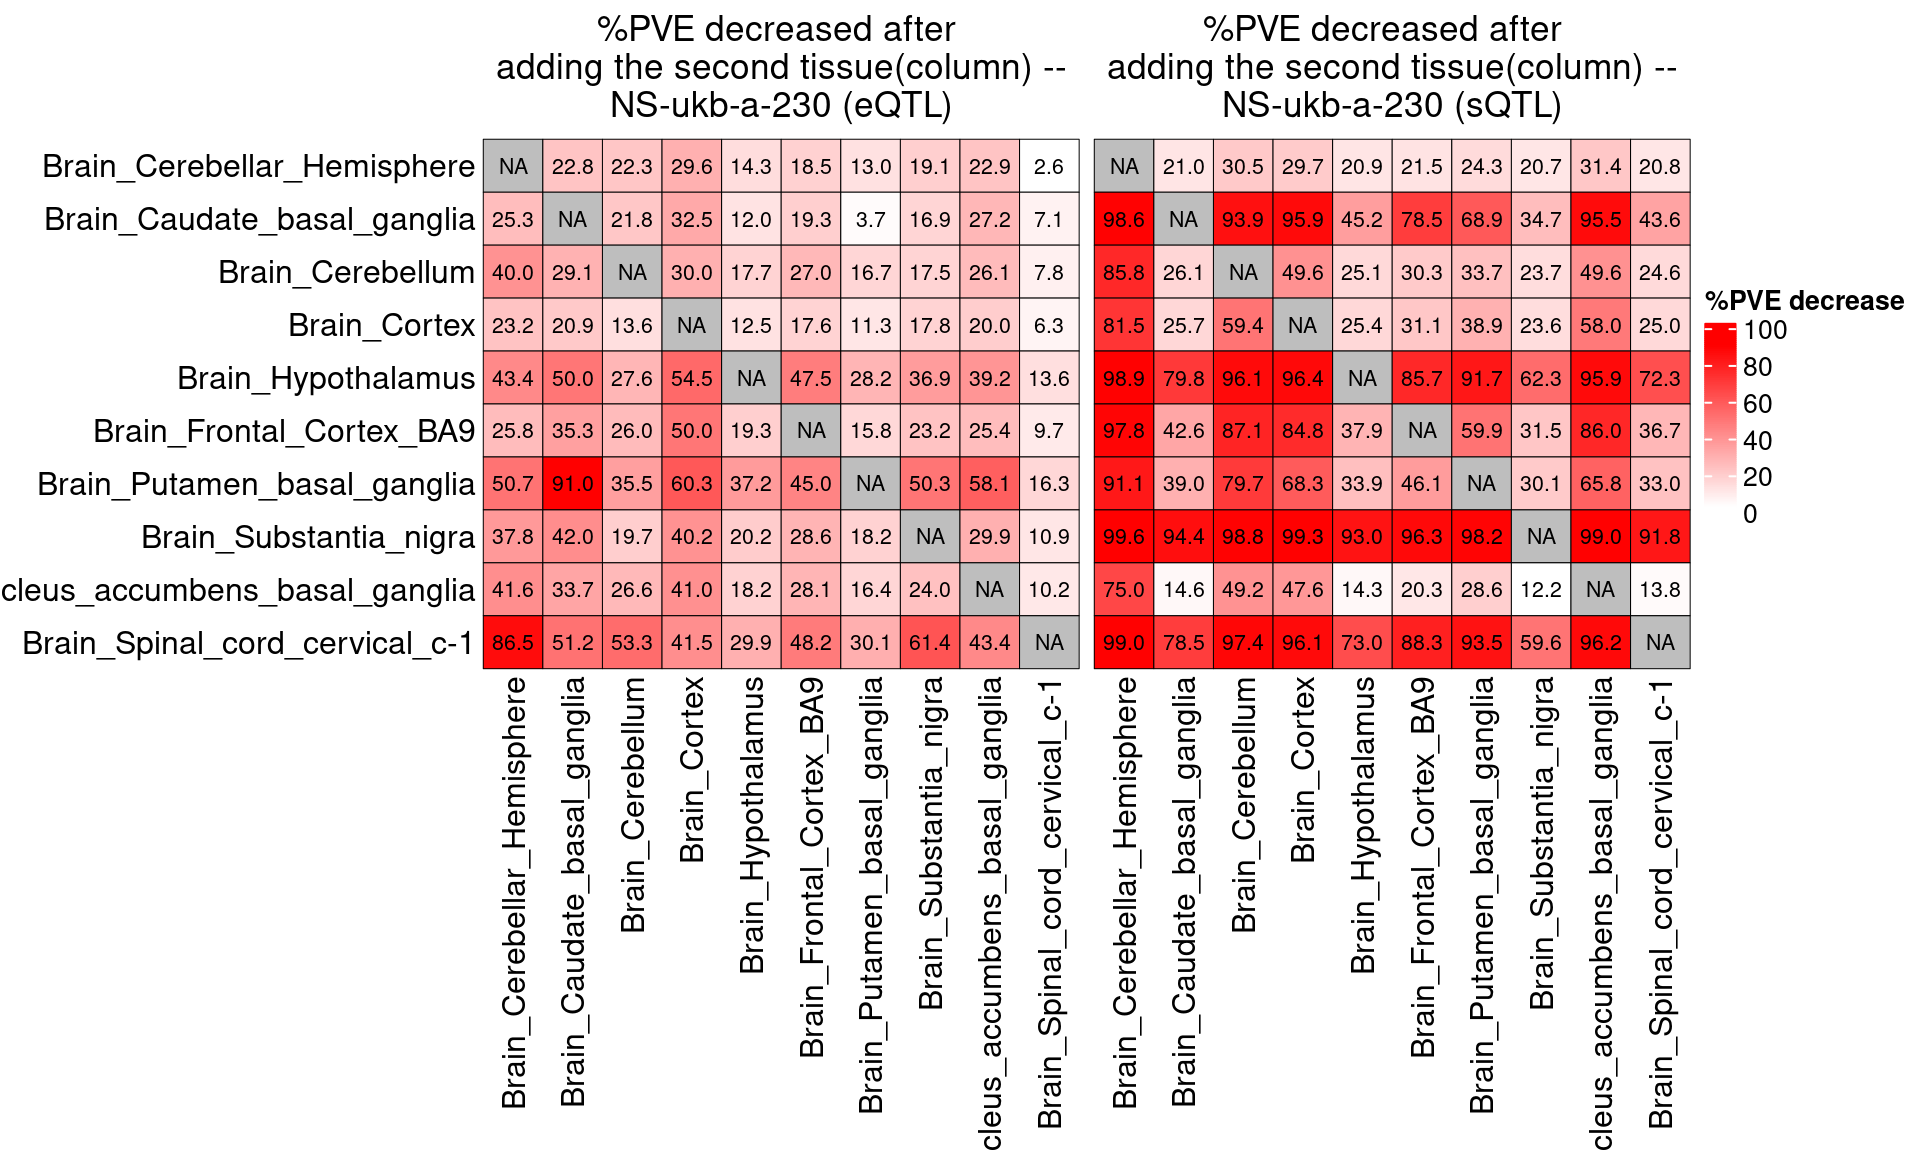 %PVE decreased after
adding the second tissue(column) --
NS-ukb-a-230 (eQTL)
%PVE decreased after
adding the second tissue(column) --
NS-ukb-a-230 (sQTL)
Brain_Cerebellar_Hemisphere NA 22.8 22.3 29.6 14.3 18.5 13.0 19.1 22.9 2.6 NA 21.0 30.5 29.7 20.9 21.5 24.3 20.7 31.4 20.8
Brain_Caudate_basal_ganglia 25.3 NA 21.8 32.5 12.0 19.3 3.7 16.9 27.2 7.1 98.6 NA 93.9 95.9 45.2 78.5 68.9 34.7 95.5 43.6
Brain_Cerebellum 40.0 29.1 NA 30.0 17.7 27.0 16.7 17.5 26.1 7.8 85.8 26.1 NA 49.6 25.1 30.3 33.7 23.7 49.6 24.6
Brain_Cortex 23.2 20.9 13.6 NA 12.5 17.6 11.3 17.8 20.0 6.3 81.5 25.7 59.4 NA 25.4 31.1 38.9 23.6 58.0 25.0
Brain_Hypothalamus 43.4 50.0 27.6 54.5 NA 47.5 28.2 36.9 39.2 13.6 98.9 79.8 96.1 96.4 NA 85.7 91.7 62.3 95.9 72.3
Brain_Frontal_Cortex_BA9 25.8 35.3 26.0 50.0 19.3 NA 15.8 23.2 25.4 9.7 97.8 42.6 87.1 84.8 37.9 NA 59.9 31.5 86.0 36.7
Brain_Putamen_basal_ganglia 50.7 91.0 35.5 60.3 37.2 45.0 NA 50.3 58.1 16.3 91.1 39.0 79.7 68.3 33.9 46.1 NA 30.1 65.8 33.0
Brain_Substantia_nigra 37.8 42.0 19.7 40.2 20.2 28.6 18.2 NA 29.9 10.9 99.6 94.4 98.8 99.3 93.0 96.3 98.2 NA 99.0 91.8
cleus_accumbens_basal_ganglia 41.6 33.7 26.6 41.0 18.2 28.1 16.4 24.0 NA 10.2 75.0 14.6 49.2 47.6 14.3 20.3 28.6 12.2 NA 13.8
Brain_Spinal_cord_cervical_c-1 86.5 51.2 53.3 41.5 29.9 48.2 30.1 61.4 43.4 NA 99.0 78.5 97.4 96.1 73.0 88.3 93.5 59.6 96.2 NA
Brain_Cerebellar_Hemisphere
Brain_Caudate_basal_ganglia
Brain_Cerebellum
Brain_Cortex
Brain_Hypothalamus
Brain_Frontal_Cortex_BA9
Brain_Putamen_basal_ganglia
Brain_Substantia_nigra
cleus_accumbens_basal_ganglia
Brain_Spinal_cord_cervical_c-1
Brain_Cerebellar_Hemisphere
Brain_Caudate_basal_ganglia
Brain_Cerebellum
Brain_Cortex
Brain_Hypothalamus
Brain_Frontal_Cortex_BA9
Brain_Putamen_basal_ganglia
Brain_Substantia_nigra
cleus_accumbens_basal_ganglia
Brain_Spinal_cord_cervical_c-1
%PVE decrease
100
80
60
40
20
0